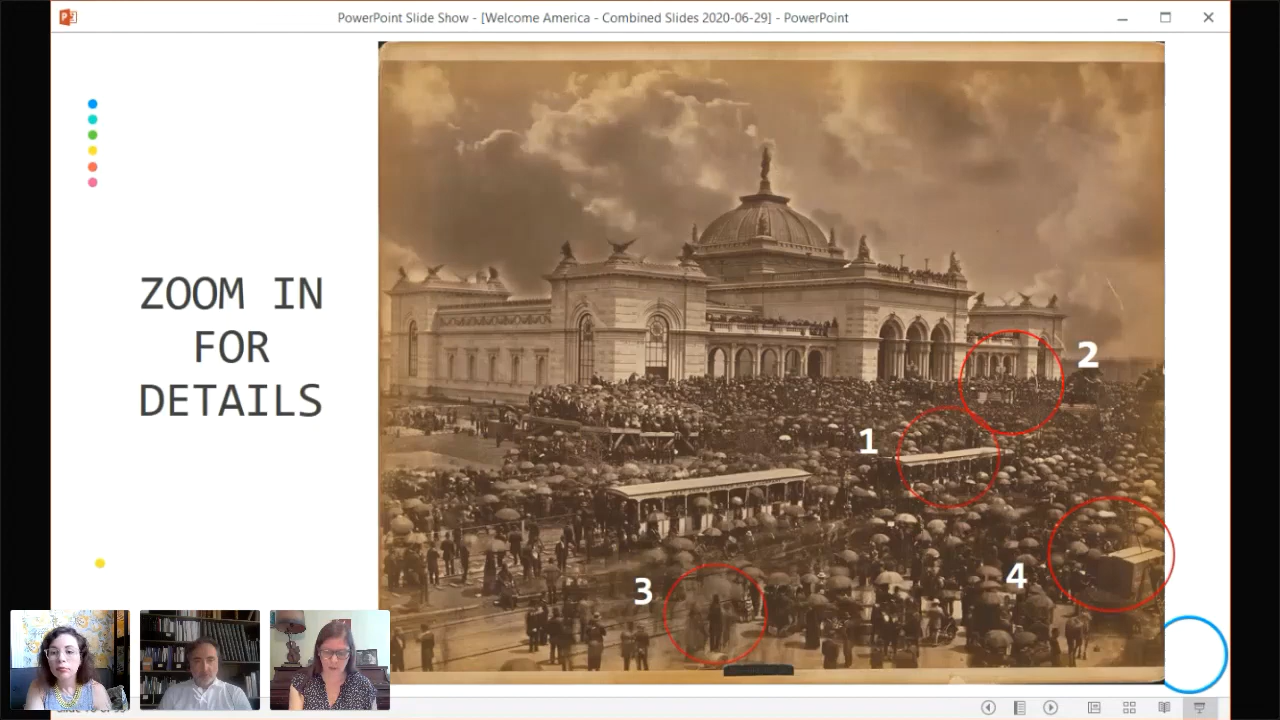 PowerPoint Slide Show - [Welcome America - Combined Slides 2020-06-29] - PowerPoint
ZOOM IN
FOR
DETAILS
2
1
4
3